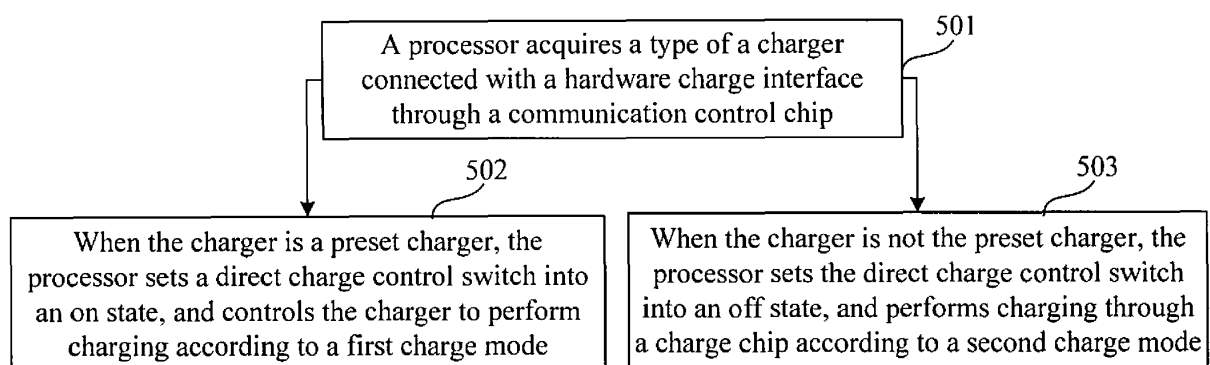 A processor acquires a type of a charger
connected with a hardware charge interface
through a communication control chip
501
502
When the charger is a preset charger, the
processor sets a direct charge control switch into
an on state, and controls the charger to perform
charging according to a first charge mode
503
When the charger is not the preset charger, the
processor sets the direct charge control switch
into an off state, and performs charging through
a charge chip according to a second charge mode